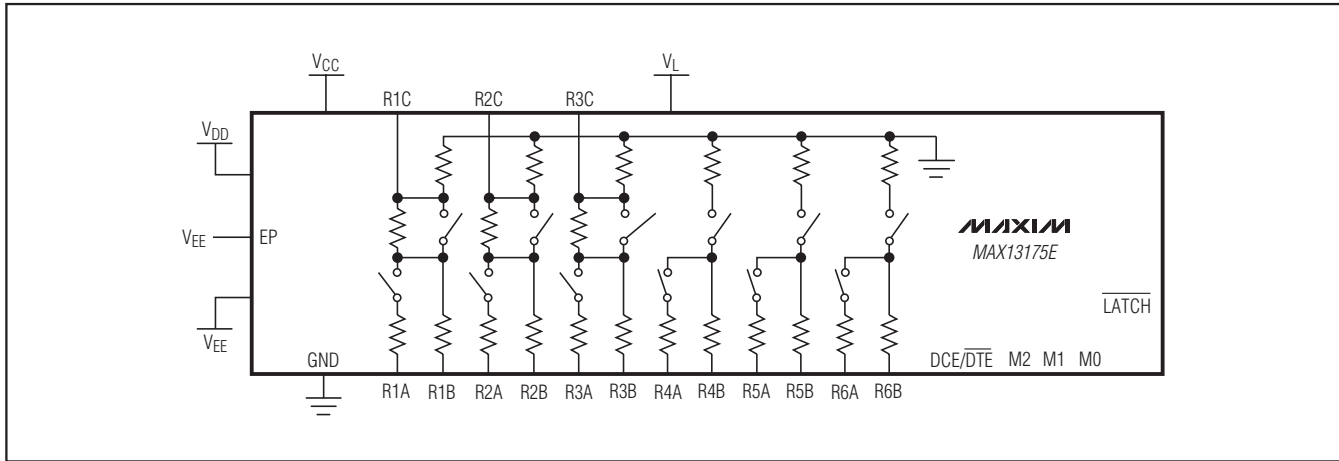 VCC
VL
R1C R2C R3C
VDD
MAXIM
MAX13175E
VEE EP
LATCH
VEE
GND
DCE/DTE M2 M1 M0
R1A R1B R2A R2B R3A R3B R4A R4B R5A R5B R6A R6B